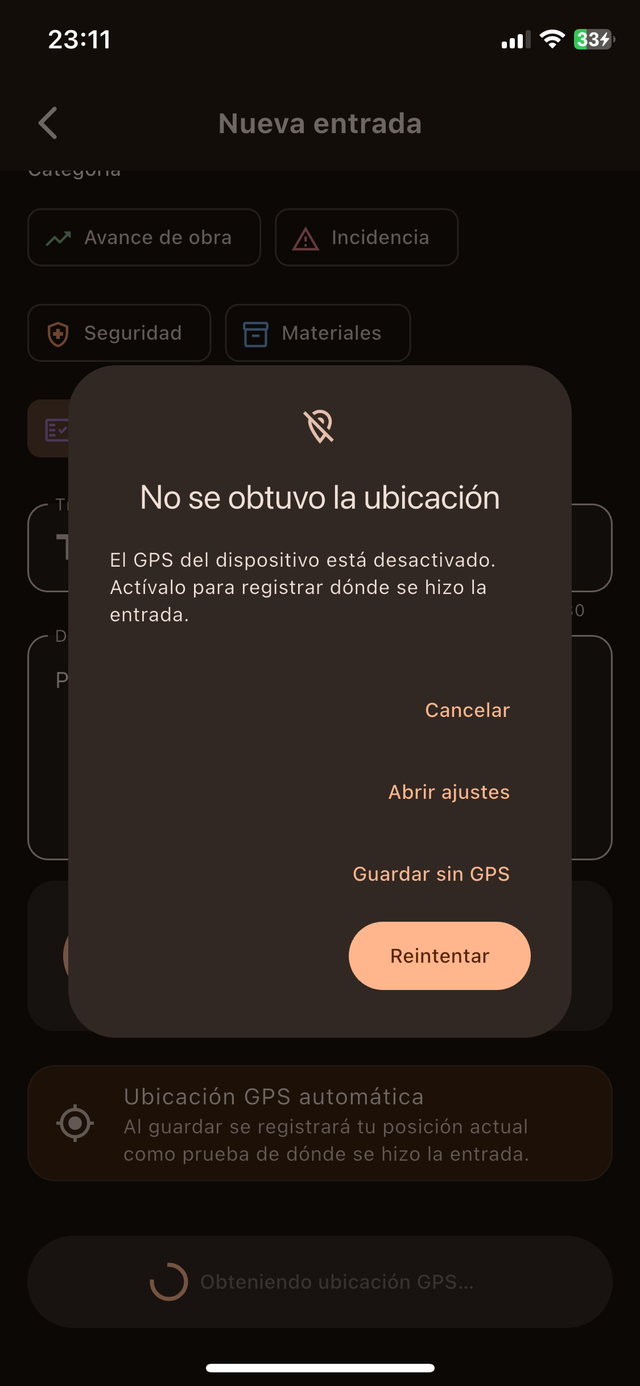 23:11
33
Nueva entrada
Categoría
Avance de obra
Incidencia
Seguridad
Materiales
No se obtuvo la ubicación
El GPS del dispositivo está desactivado.
Actívalo para registrar dónde se hizo la
entrada.
Cancelar
Abrir ajustes
Guardar sin GPS
Reintentar
Ubicación GPS automática
Al guardar se registrará tu posición actual
como prueba de dónde se hizo la entrada.
Obteniendo ubicación GPS...